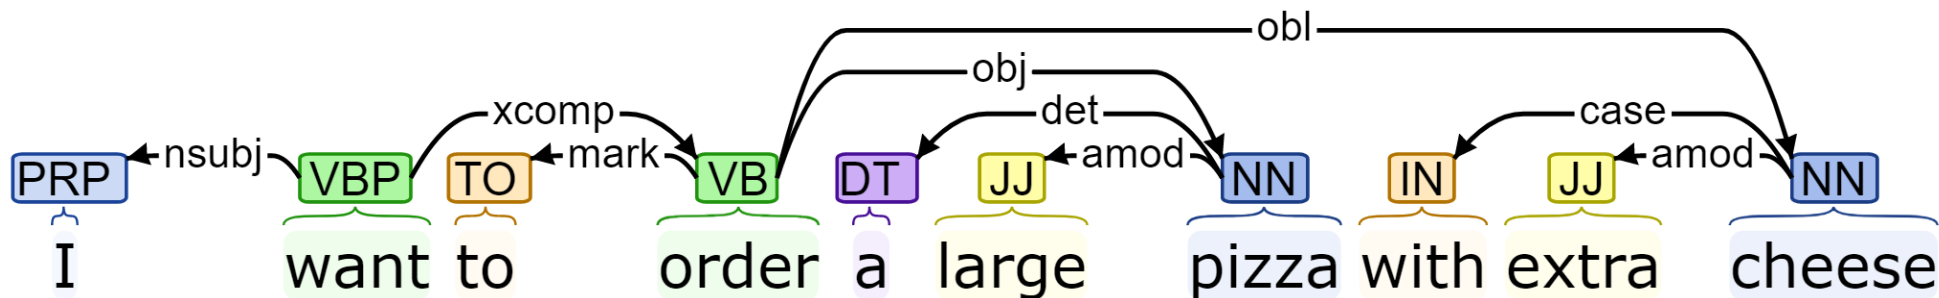 obl
obj
xcomp det case
nsubj mark amod amod
PRP VBP TO VB DT JJ NN IN JJ NN
I want to order a large pizza with extra cheese